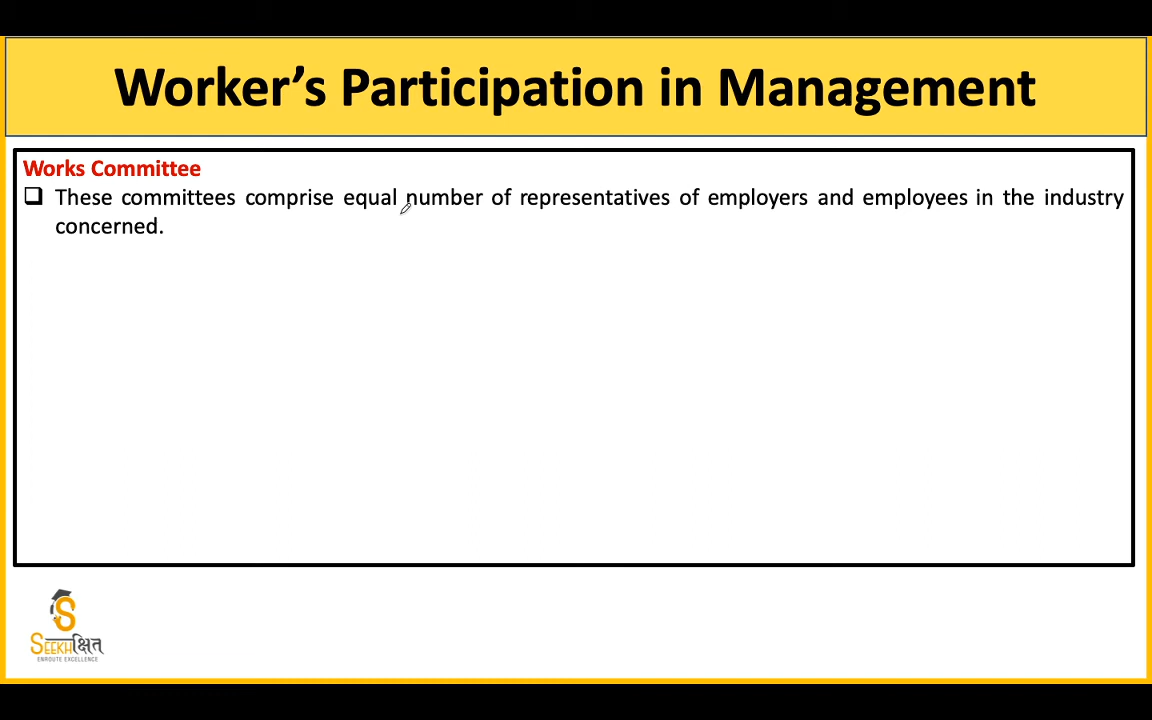 Worker’s Participation in Management
Works Committee
❑ These committees comprise equal number of representatives of employers and employees in the industry
concerned.
S
SEEKHक्षित
ENROUTE EXCELLENCE